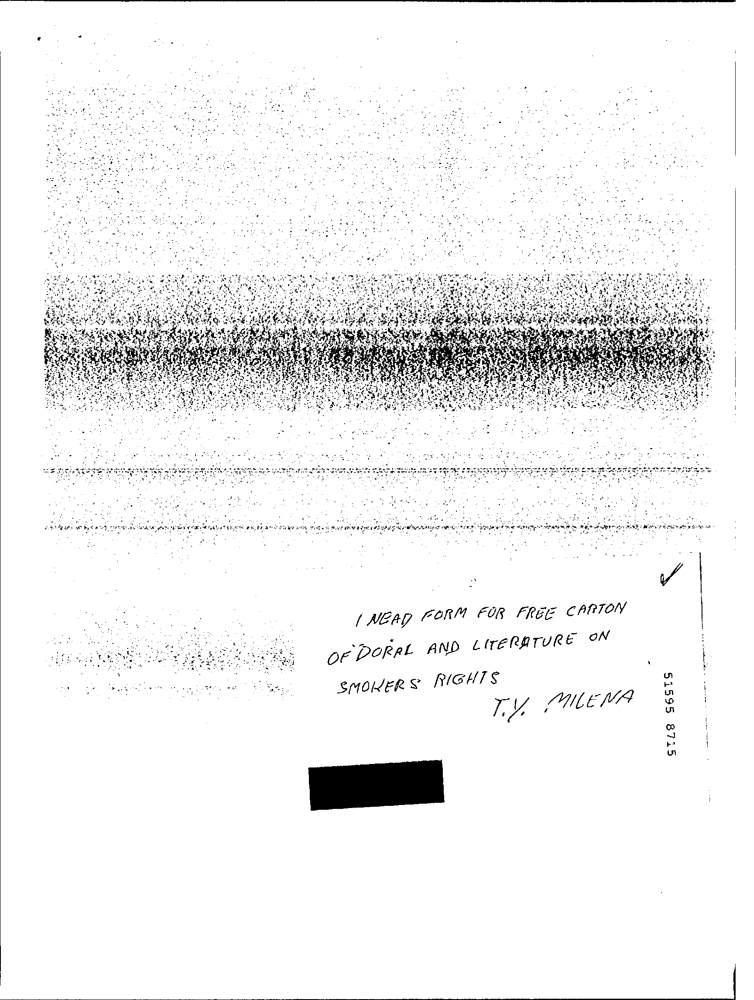 I NEAD FORM FOR FREE CARTON
OF DORAL AND LITERATURE ON
SMOKERS RIGHTS
T.Y. MILENA
51595 8715